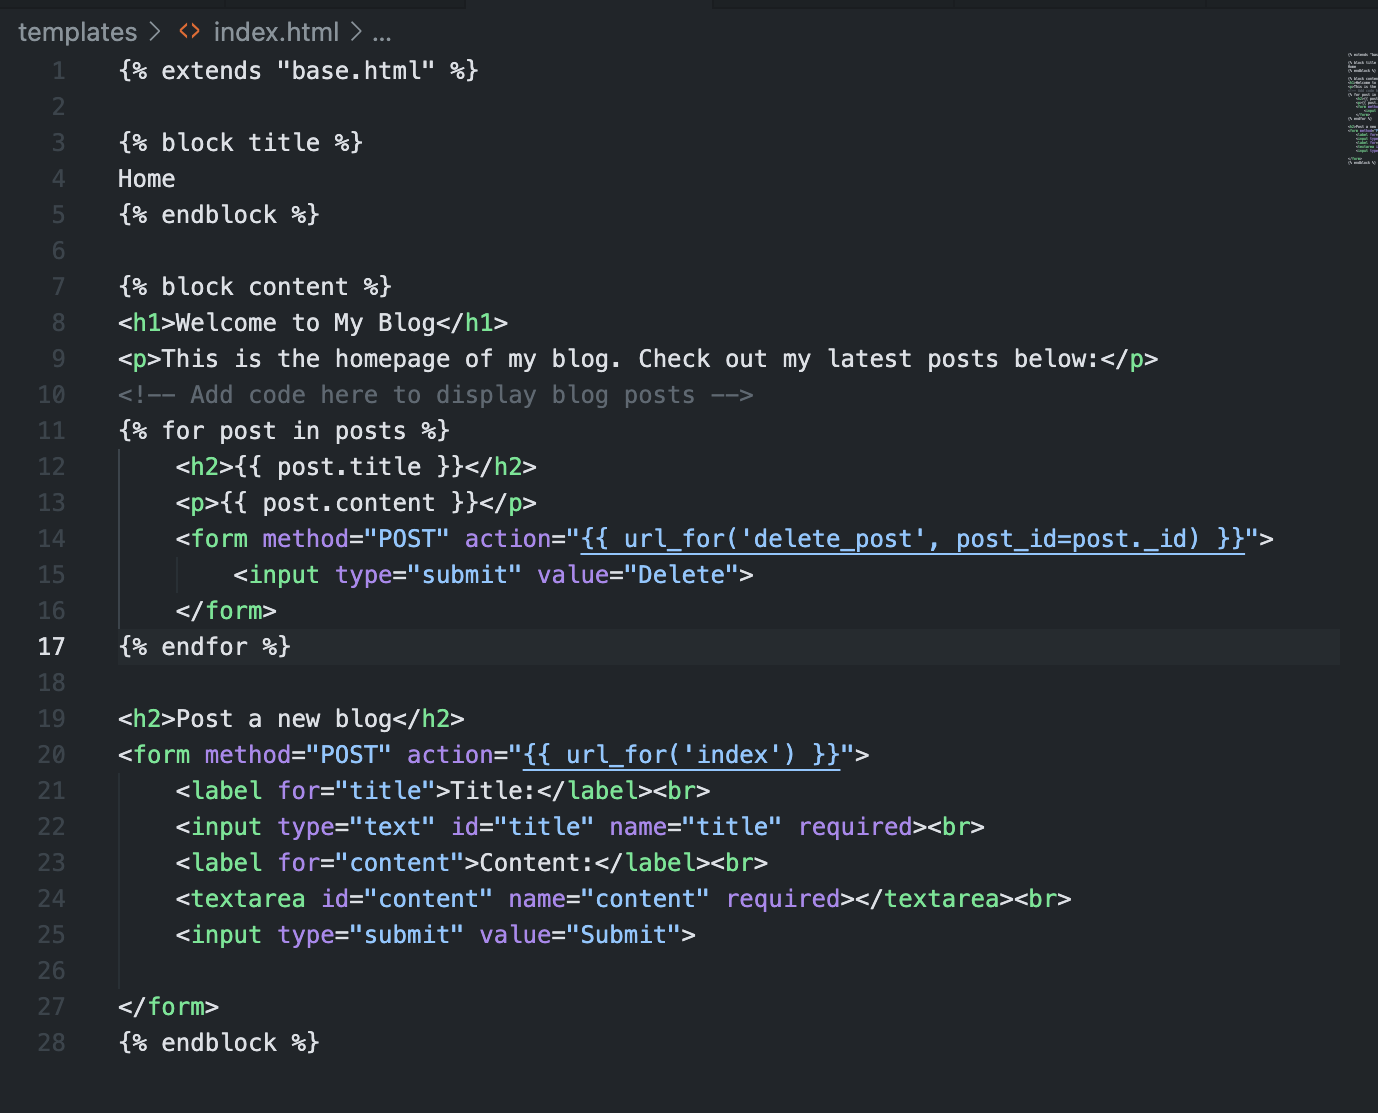 templates > <> index.html > ...
1 {% extends "base.html" %}
2
3 {% block title %}
4 Home
5 {% endblock %}
6
7 {% block content %}
8 <h1>Welcome to My Blog</h1>
9 <p>This is the homepage of my blog. Check out my latest posts below:</p>
10 <!-- Add code here to display blog posts -->
11 {% for post in posts %}
12     <h2>{{ post.title }}</h2>
13     <p>{{ post.content }}</p>
14     <form method="POST" action="{{ url_for('delete_post', post_id=post._id) }}">
15         <input type="submit" value="Delete">
16     </form>
17 {% endfor %}
18
19 <h2>Post a new blog</h2>
20 <form method="POST" action="{{ url_for('index') }}">
21     <label for="title">Title:</label><br>
22     <input type="text" id="title" name="title" required><br>
23     <label for="content">Content:</label><br>
24     <textarea id="content" name="content" required></textarea><br>
25     <input type="submit" value="Submit">
26
27 </form>
28 {% endblock %}